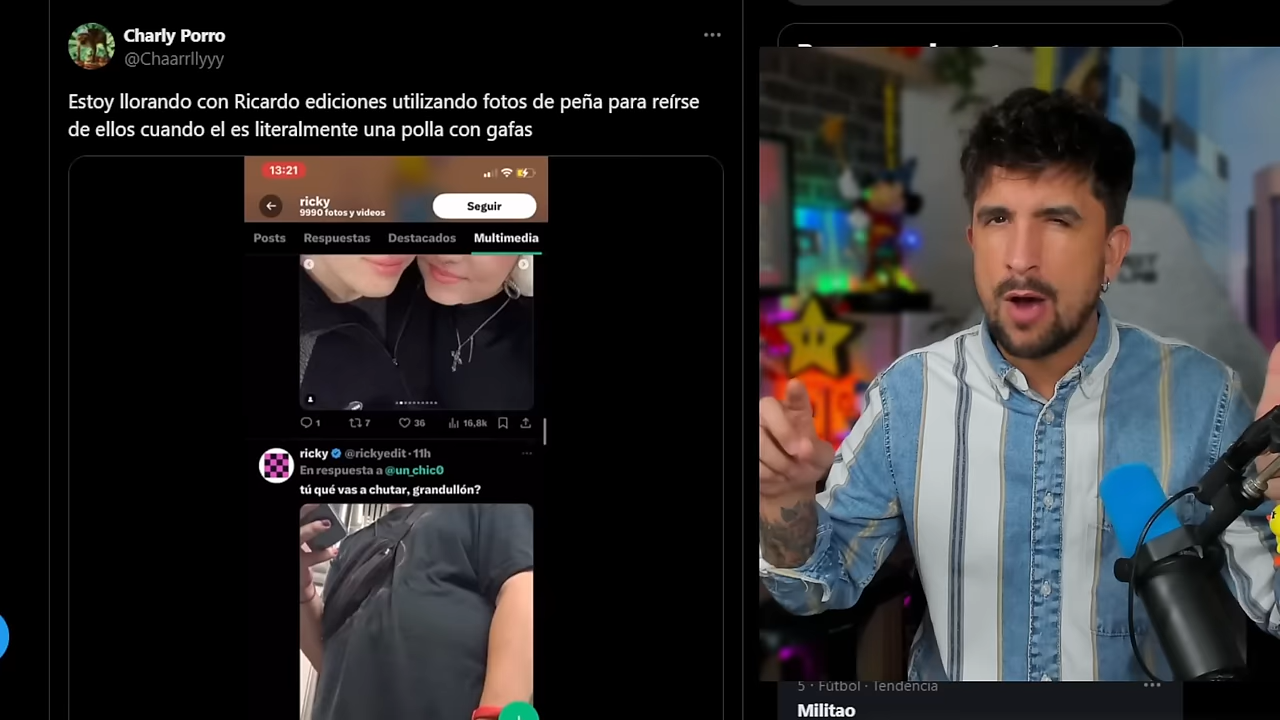 Charly Porro
@Chaarrllyyy
Estoy llorando con Ricardo ediciones utilizando fotos de peña para reírse
de ellos cuando el es literalmente una polla con gafas
13:21
ricky
9990 fotos y videos
Seguir
Posts Respuestas Destacados Multimedia
1 7 36 16,8k
ricky @rickyedit · 11h
En respuesta a @un_chic0
tú qué vas a chutar, grandullón?
5 · Fútbol · Tendencia
Militao